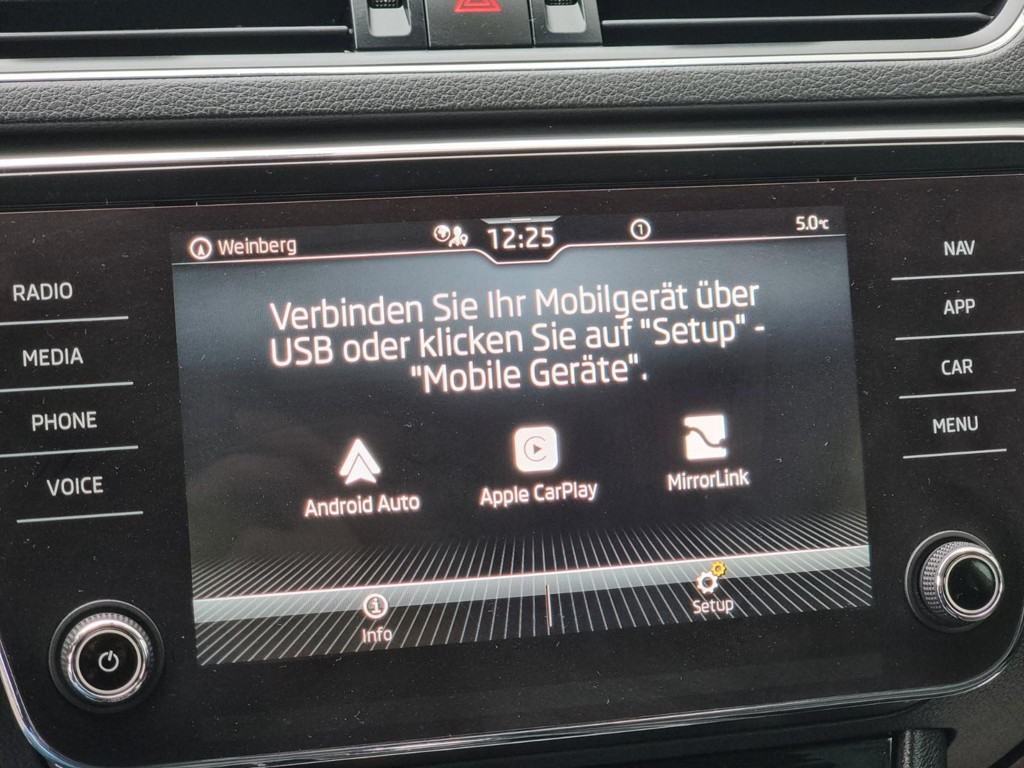 Weinberg
12:25
1
5.0°C
RADIO
MEDIA
PHONE
VOICE
NAV
APP
CAR
MENU
Verbinden Sie Ihr Mobilgerät über
USB oder klicken Sie auf "Setup" -
"Mobile Geräte".
Android Auto
Apple CarPlay
MirrorLink
Info
Setup